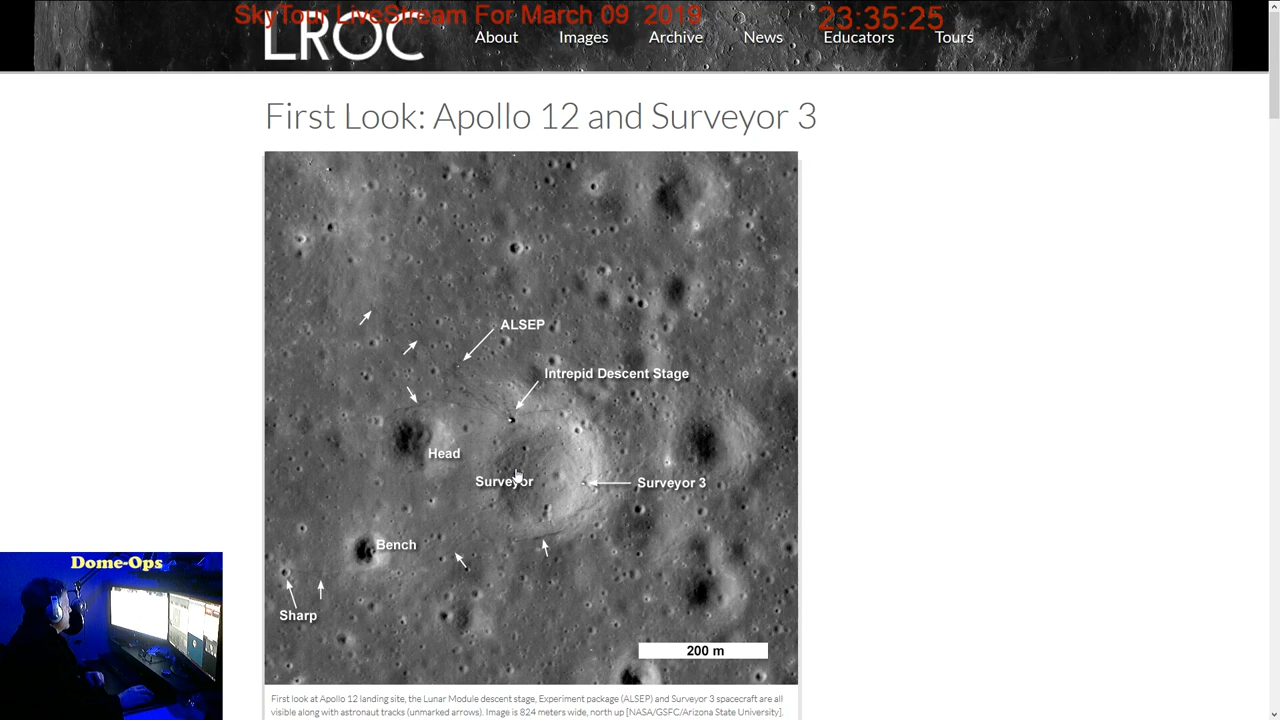 SkyTour LiveStream For March 09 2019
23:35:25
LROC
About Images Archive News Educators Tours
First Look: Apollo 12 and Surveyor 3
ALSEP
Intrepid Descent Stage
Head
Surveyor
Surveyor 3
Bench
Sharp
200 m
Dome-Ops
First look at Apollo 12 landing site, the Lunar Module descent stage, Experiment package (ALSEP) and Surveyor 3 spacecraft are all
visible along with astronaut tracks (unmarked arrows). Image is 824 meters wide, north up [NASA/GSFC/Arizona State University].